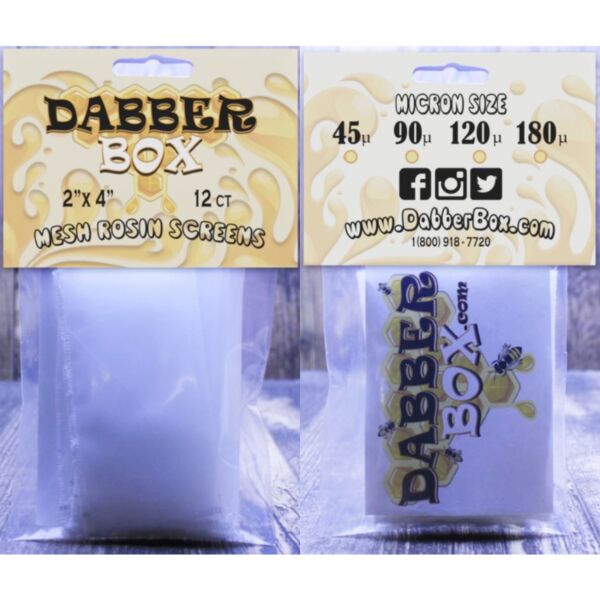 DABBER
BOX
2"x 4" 12 CT
MESH ROSIN SCREENS
MICRON SIZE
45µ 90µ 120µ 180µ
www.DabberBox.com
1(800) 918-7720
DABBER
BOX.com